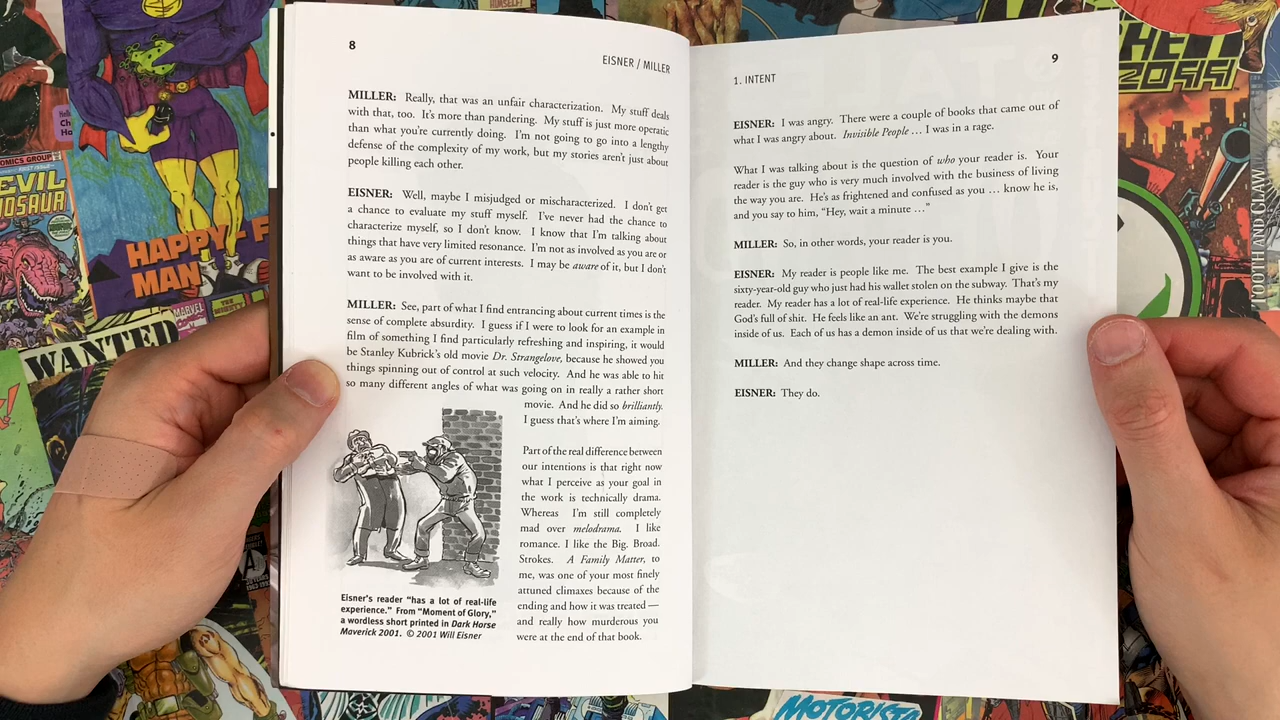 8
EISNER / MILLER
MILLER: Really, that was an unfair characterization. My stuff deals
with that, too. It's more than pandering. My stuff is just more operatic
than what you're currently doing. I'm not going to go into a lengthy
defense of the complexity of my work, but my stories aren't just about
people killing each other.
EISNER: Well, maybe I misjudged or mischaracterized. I don't get
a chance to evaluate my stuff myself. I've never had the chance to
characterize myself, so I don't know. I know that I'm talking about
things that have very limited resonance. I'm not as involved as you are or
as aware as you are of current interests. I may be aware of it, but I don't
want to be involved with it.
MILLER: See, part of what I find entrancing about current times is the
sense of complete absurdity. I guess if I were to look for an example in
film of something I find particularly refreshing and inspiring, it would
be Stanley Kubrick's old movie Dr. Strangelove, because he showed you
things spinning out of control at such velocity. And he was able to hit
so many different angles of what was going on in really a rather short
movie. And he did so brilliantly.
I guess that's where I'm aiming.
Part of the real difference between
our intentions is that right now
what I perceive as your goal in
the work is technically drama.
Whereas I'm still completely
mad over melodrama. I like
romance. I like the Big. Broad.
Strokes. A Family Matter, to
me, was one of your most finely
attuned climaxes because of the
ending and how it was treated —
and really how murderous you
were at the end of that book.
Eisner's reader "has a lot of real-life
experience." From "Moment of Glory,"
a wordless short printed in Dark Horse
Maverick 2001. © 2001 Will Eisner
9
1. INTENT
EISNER: I was angry. There were a couple of books that came out of
what I was angry about. Invisible People … I was in a rage.
What I was talking about is the question of who your reader is. Your
reader is the guy who is very much involved with the business of living
the way you are. He's as frightened and confused as you … know he is,
and you say to him, "Hey, wait a minute …"
MILLER: So, in other words, your reader is you.
EISNER: My reader is people like me. The best example I give is the
sixty-year-old guy who just had his wallet stolen on the subway. That's my
reader. My reader has a lot of real-life experience. He thinks maybe that
God's full of shit. He feels like an ant. We're struggling with the demons
inside of us. Each of us has a demon inside of us that we're dealing with.
MILLER: And they change shape across time.
EISNER: They do.
COMICS GROUP
EVIL
HAPPY-F
MAN
MARVEL
WANTED
2099
TOOTH AND CLAW
MOTORISTA